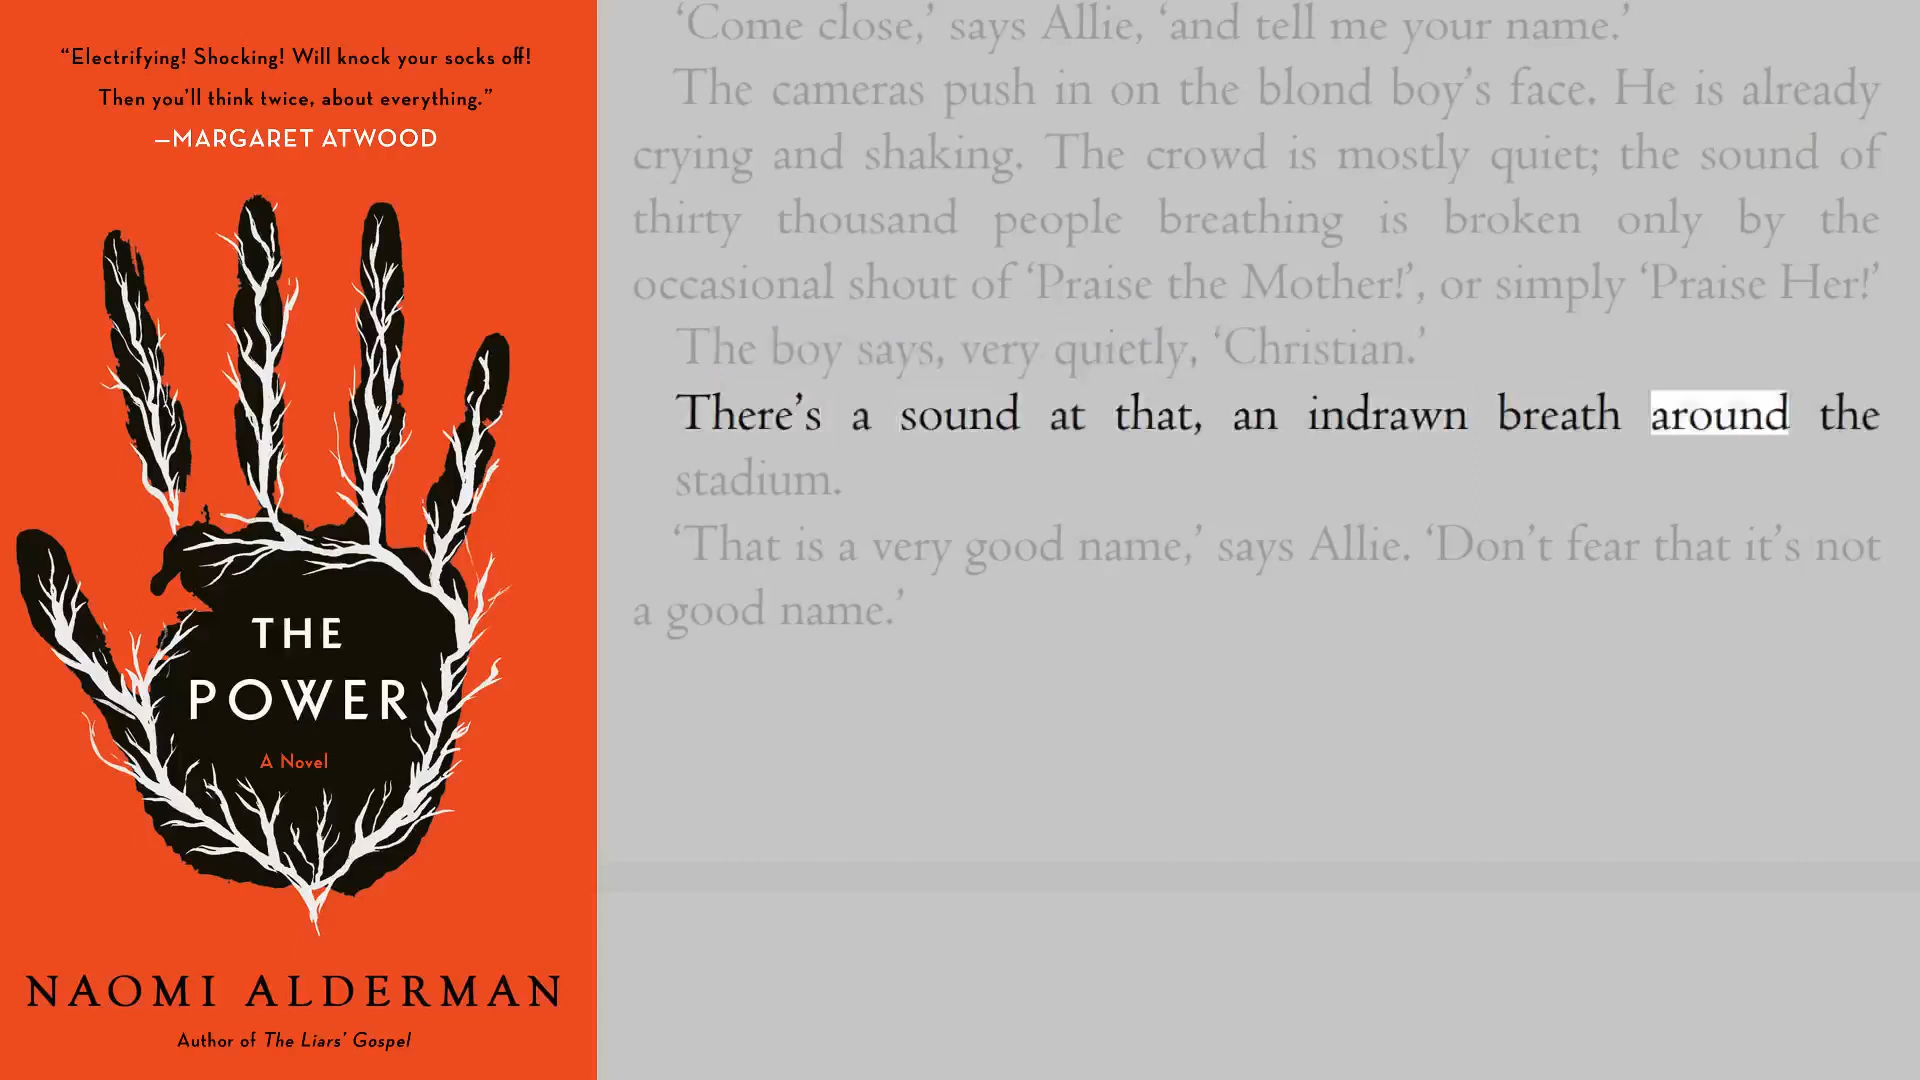 “Electrifying! Shocking! Will knock your socks off!
Then you’ll think twice, about everything.”
—MARGARET ATWOOD
THE
POWER
A Novel
NAOMI ALDERMAN
Author of The Liars’ Gospel
‘Come close,’ says Allie, ‘and tell me your name.’
The cameras push in on the blond boy’s face. He is already
crying and shaking. The crowd is mostly quiet; the sound of
thirty thousand people breathing is broken only by the
occasional shout of ‘Praise the Mother!’, or simply ‘Praise Her!’
The boy says, very quietly, ‘Christian.’
There’s a sound at that, an indrawn breath around the
stadium.
‘That is a very good name,’ says Allie. ‘Don’t fear that it’s not
a good name.’